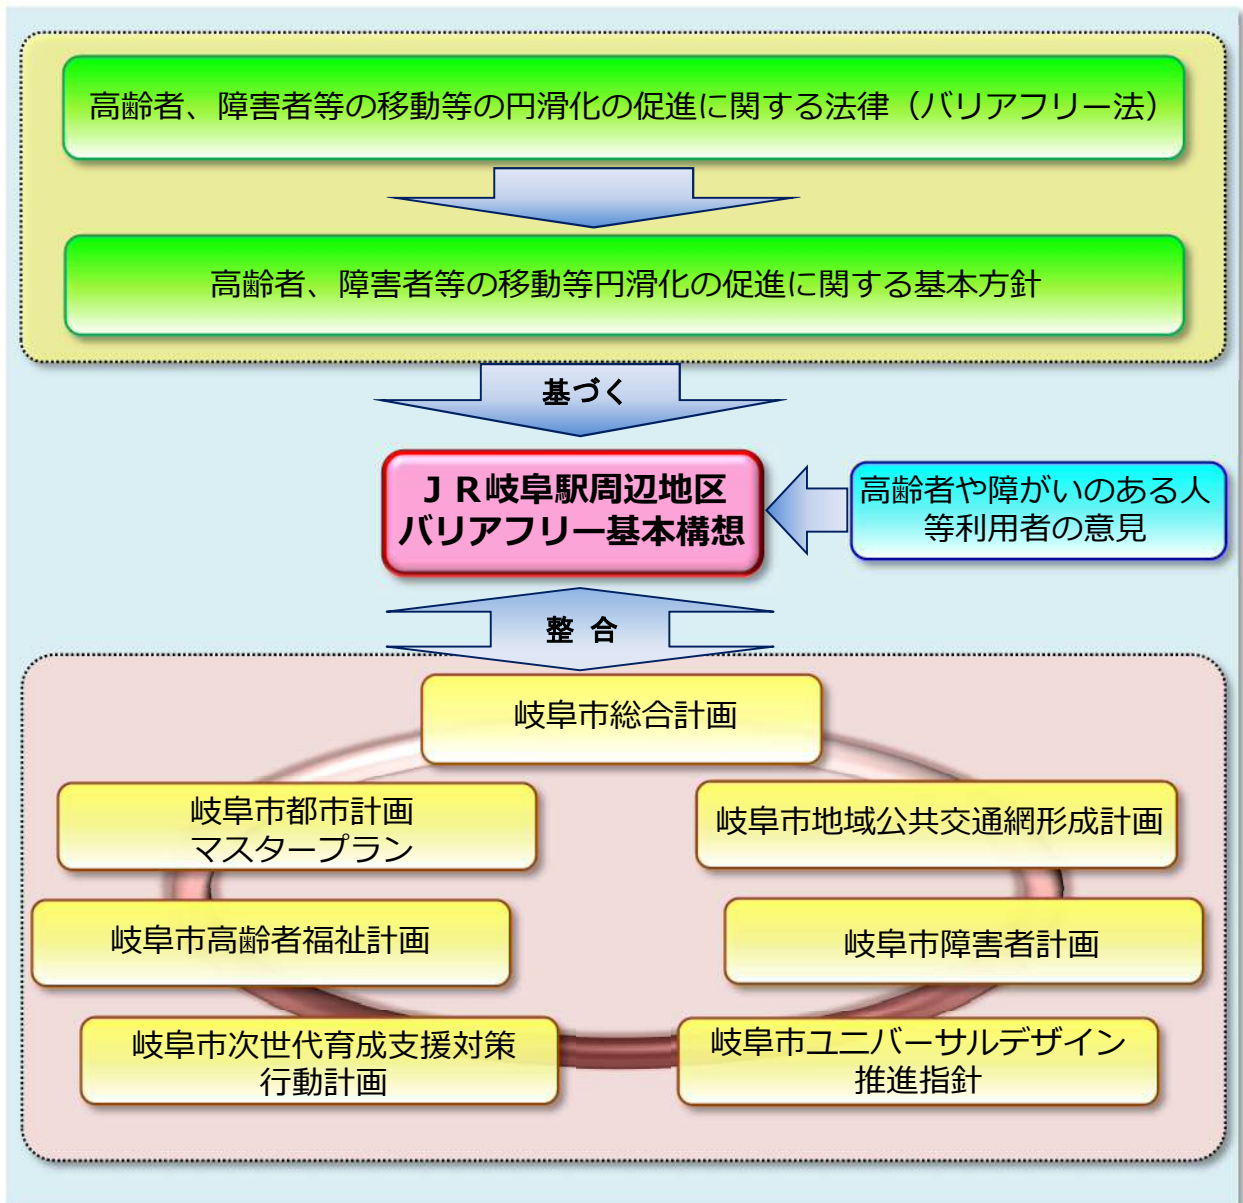 高齢者、障害者等の移動等の円滑化の促進に関する法律（バリアフリー法）
高齢者、障害者等の移動等円滑化の促進に関する基本方針
基づく
ＪＲ岐阜駅周辺地区
バリアフリー基本構想
高齢者や障がいのある人
等利用者の意見
整 合
岐阜市総合計画
岐阜市都市計画
マスタープラン
岐阜市地域公共交通網形成計画
岐阜市高齢者福祉計画
岐阜市障害者計画
岐阜市次世代育成支援対策
行動計画
岐阜市ユニバーサルデザイン
推進指針